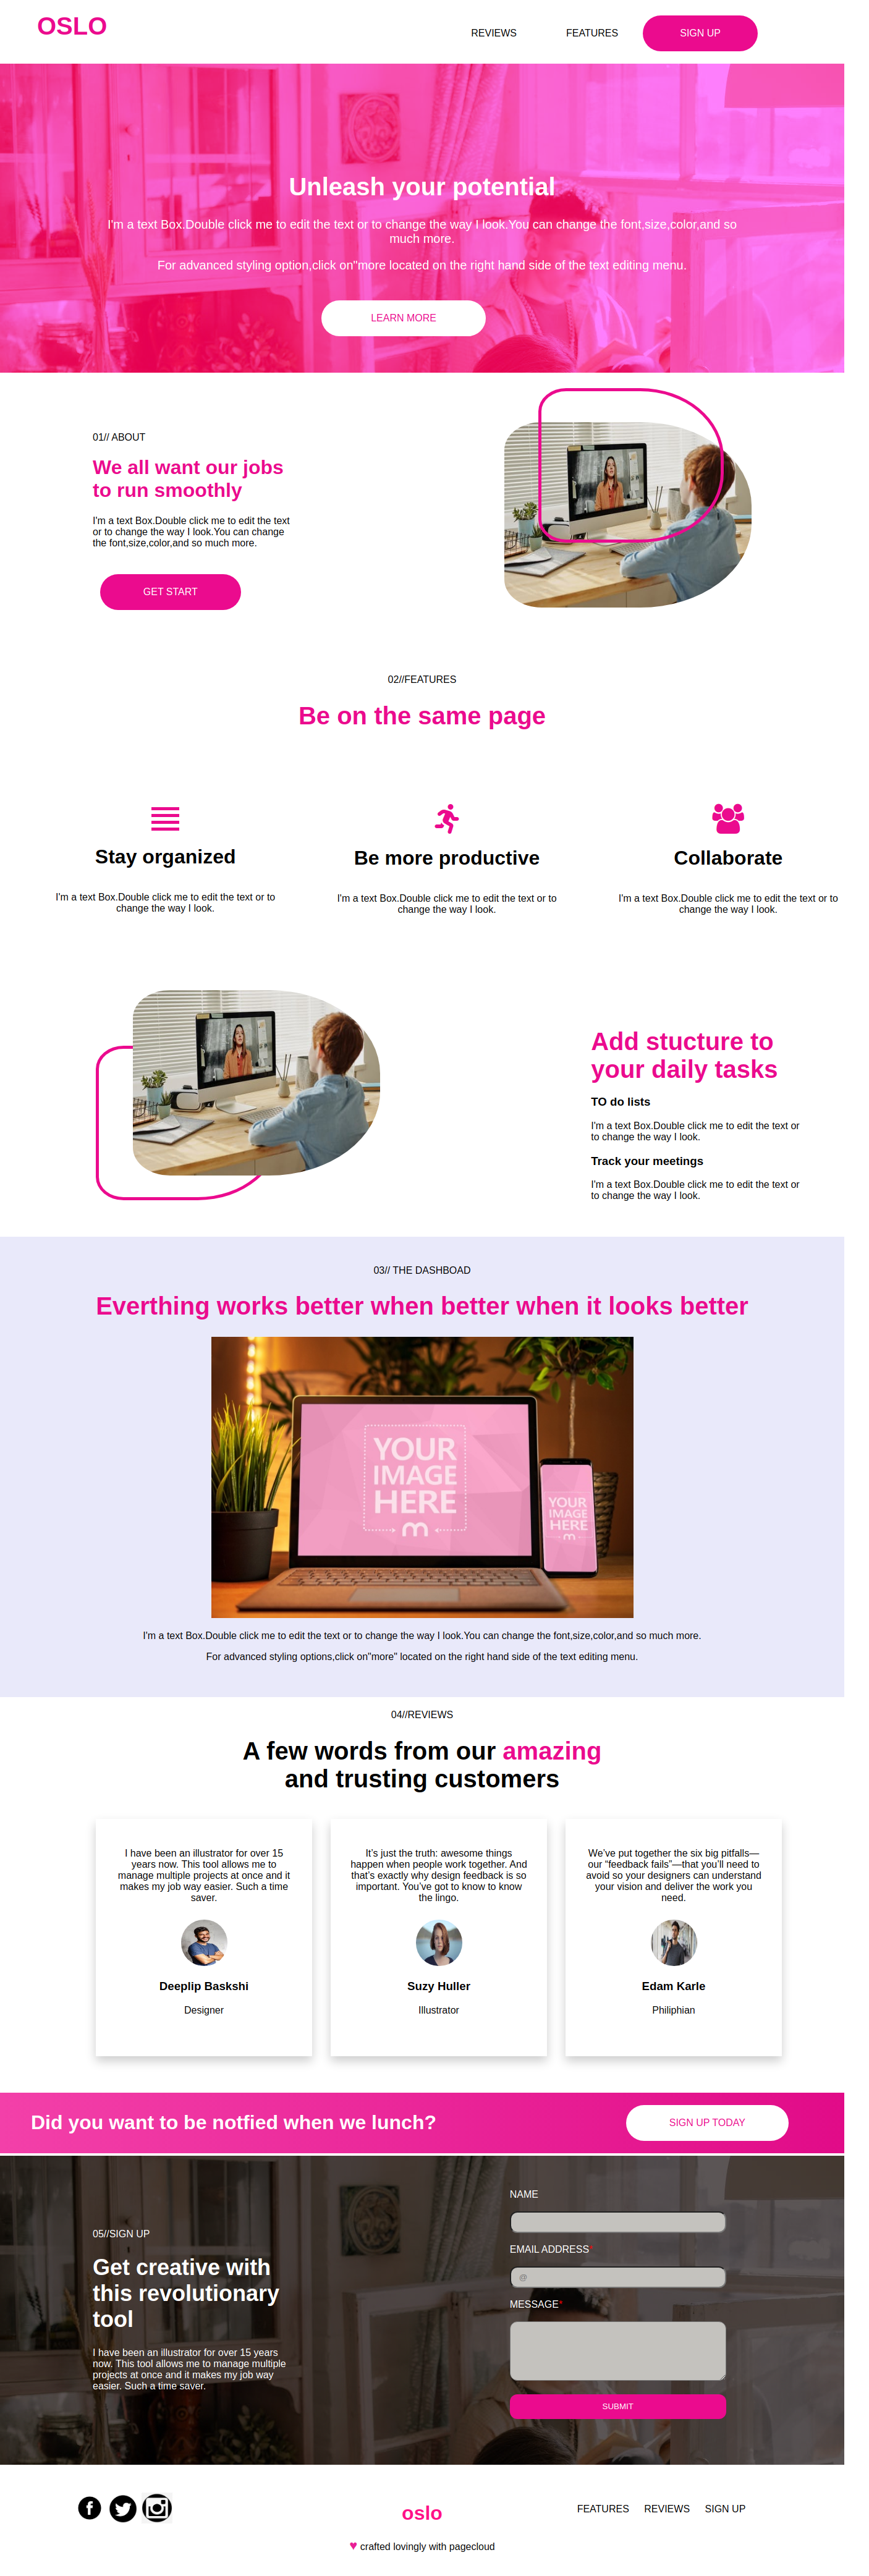 OSLO
REVIEWS
FEATURES
SIGN UP
Unleash your potential
I'm a text Box.Double click me to edit the text or to change the way I look.You can change the font,size,color,and so
much more.
For advanced styling option,click on"more located on the right hand side of the text editing menu.
LEARN MORE
01// ABOUT
We all want our jobs
to run smoothly
I'm a text Box.Double click me to edit the text
or to change the way I look.You can change
the font,size,color,and so much more.
GET START
02//FEATURES
Be on the same page
Stay organized
I'm a text Box.Double click me to edit the text or to
change the way I look.
Be more productive
I'm a text Box.Double click me to edit the text or to
change the way I look.
Collaborate
I'm a text Box.Double click me to edit the text or to
change the way I look.
Add stucture to
your daily tasks
TO do lists
I'm a text Box.Double click me to edit the text or
to change the way I look.
Track your meetings
I'm a text Box.Double click me to edit the text or
to change the way I look.
03// THE DASHBOAD
Everthing works better when better when it looks better
YOUR
IMAGE
HERE
YOUR
IMAGE
HERE
I'm a text Box.Double click me to edit the text or to change the way I look.You can change the font,size,color,and so much more.
For advanced styling options,click on"more" located on the right hand side of the text editing menu.
04//REVIEWS
A few words from our amazing
and trusting customers
I have been an illustrator for over 15
years now. This tool allows me to
manage multiple projects at once and it
makes my job way easier. Such a time
saver.
Deeplip Baskshi
Designer
It’s just the truth: awesome things
happen when people work together. And
that’s exactly why design feedback is so
important. You’ve got to know to know
the lingo.
Suzy Huller
Illustrator
We’ve put together the six big pitfalls—
our “feedback fails”—that you’ll need to
avoid so your designers can understand
your vision and deliver the work you
need.
Edam Karle
Philiphian
Did you want to be notfied when we lunch?
SIGN UP TODAY
05//SIGN UP
Get creative with
this revolutionary
tool
I have been an illustrator for over 15 years
now. This tool allows me to manage multiple
projects at once and it makes my job way
easier. Such a time saver.
NAME
EMAIL ADDRESS*
@
MESSAGE*
SUBMIT
oslo
♥ crafted lovingly with pagecloud
FEATURES
REVIEWS
SIGN UP